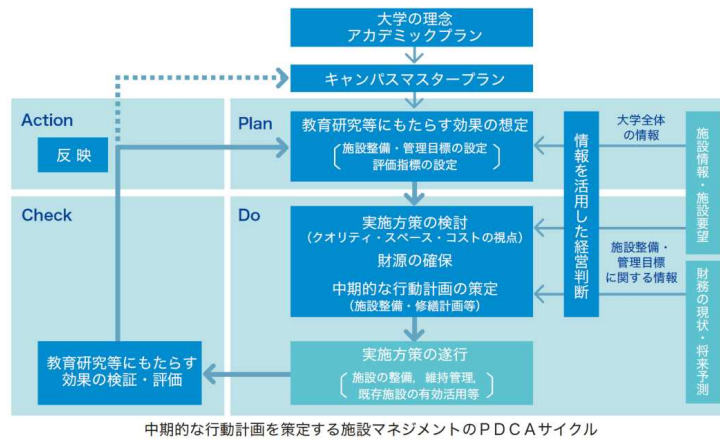 大学の理念
アカデミックプラン
キャンパスマスタープラン
Action
反 映
Plan
教育研究等にもたらす効果の想定
施設整備・管理目標の設定
評価指標の設定
大学全体
の情報
情報を活用した経営判断
施設情報・施設要望
Check
Do
実施方策の検討
（クオリティ・スペース・コストの視点）
財源の確保
中期的な行動計画の策定
（施設整備・修繕計画等）
施設整備・
管理目標
に関する情報
財務の現状・将来予測
教育研究等にもたらす
効果の検証・評価
実施方策の遂行
施設の整備，維持管理，
既存施設の有効活用等
中期的な行動計画を策定する施設マネジメントのＰＤＣＡサイクル